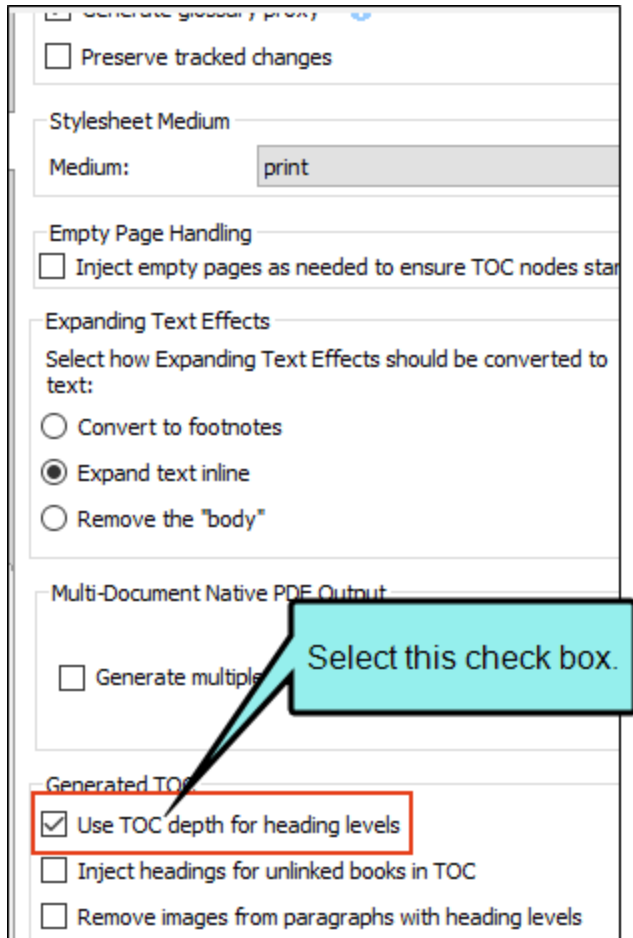 Generate glossary proxy
Preserve tracked changes
Stylesheet Medium
Medium: print
Empty Page Handling
Inject empty pages as needed to ensure TOC nodes star
Expanding Text Effects
Select how Expanding Text Effects should be converted to
text:
Convert to footnotes
Expand text inline
Remove the "body"
Multi-Document Native PDF Output
Select this check box.
Generate multiple
Generated TOC
Use TOC depth for heading levels
Inject headings for unlinked books in TOC
Remove images from paragraphs with heading levels